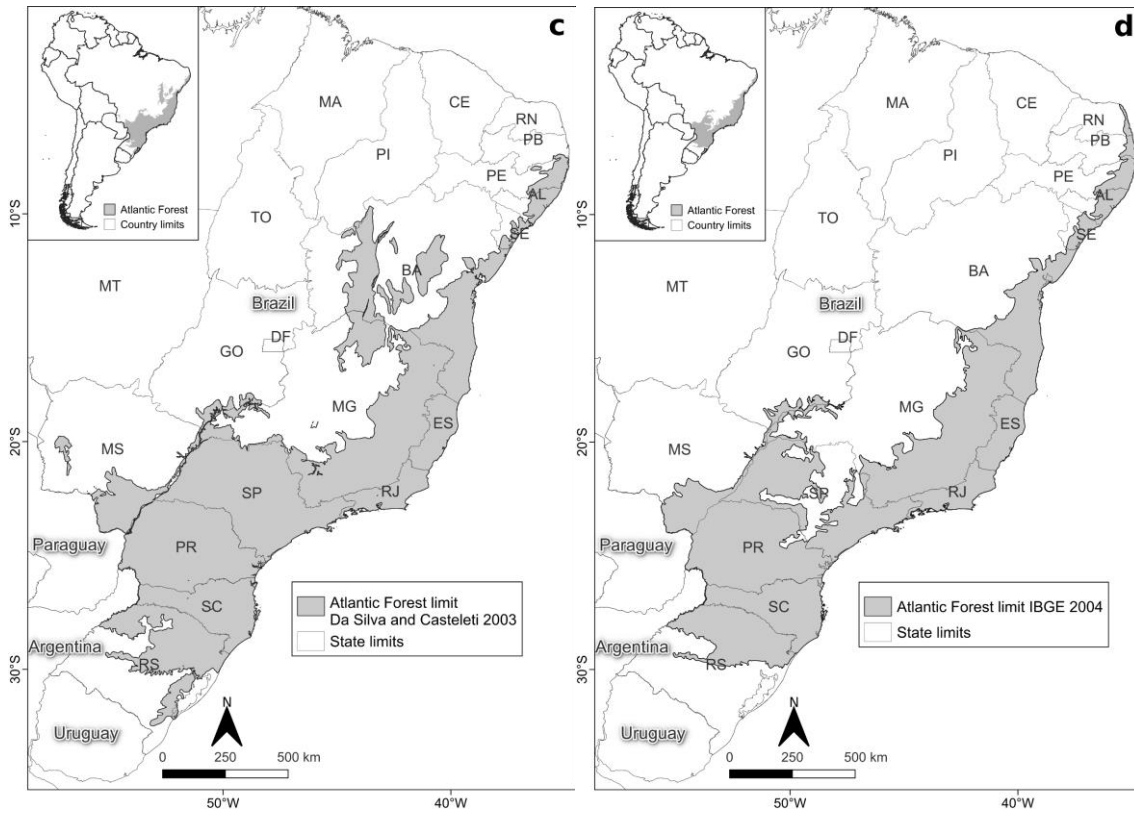 c
Atlantic Forest
Country limits
MA
CE
RN
PB
PI
PE
AL
SE
TO
BA
MT
Brazil
DF
GO
MG
ES
MS
SP
RJ
PR
Paraguay
SC
Argentina
RS
Uruguay
Atlantic Forest limit
Da Silva and Casteleti 2003
State limits
N
0 250 500 km
10°S
20°S
30°S
50°W 40°W
d
Atlantic Forest
Country limits
MA
CE
RN
PB
PI
PE
AL
SE
TO
BA
MT
Brazil
DF
GO
MG
ES
MS
SP
RJ
PR
Paraguay
SC
Argentina
RS
Uruguay
Atlantic Forest limit IBGE 2004
State limits
N
0 250 500 km
10°S
20°S
30°S
50°W 40°W